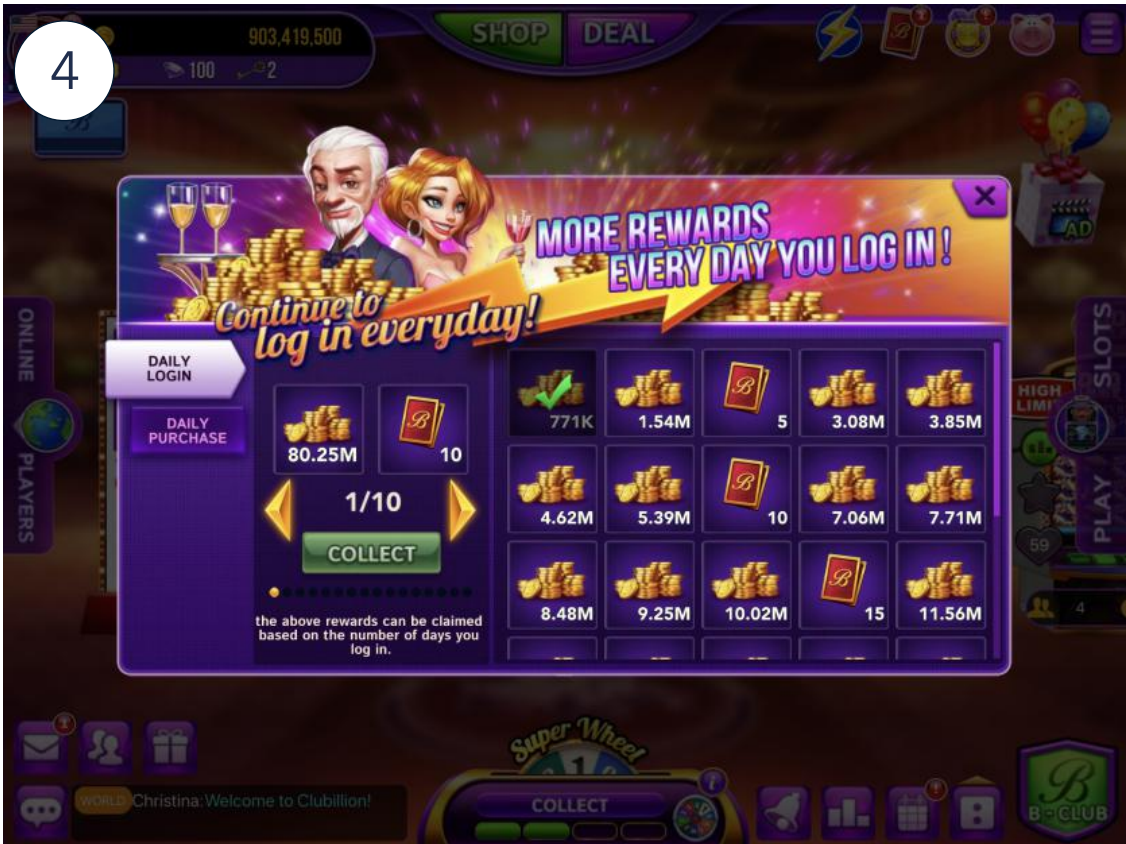 4
903,419,500
SHOP
DEAL
100
2
AD
MORE REWARDS
EVERY DAY YOU LOG IN!
Continue to
log in everyday!
DAILY
LOGIN
DAILY
PURCHASE
80.25M
10
1/10
COLLECT
the above rewards can be claimed
based on the number of days you
log in.
771K
1.54M
5
3.08M
3.85M
4.62M
5.39M
10
7.06M
7.71M
8.48M
9.25M
10.02M
15
11.56M
ONLINE
PLAYERS
PLAY SLOTS
HIGH
59
4
Super Wheel
COLLECT
WORLD Christina: Welcome to Clubillion!
B
B-CLUB